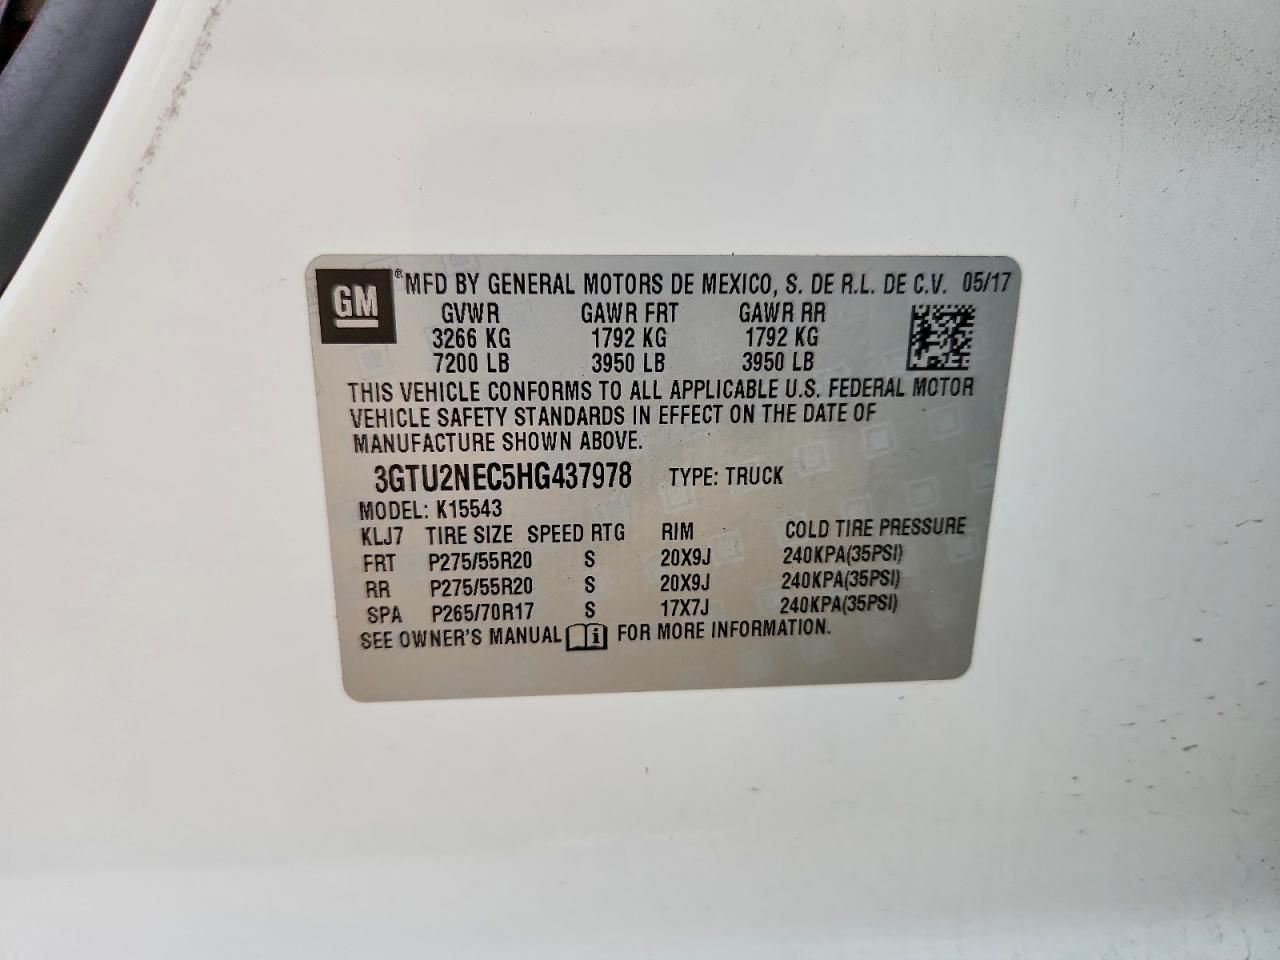 GM ® MFD BY GENERAL MOTORS DE MEXICO, S. DE R.L. DE C.V. 05/17
GVWR GAWR FRT GAWR RR
3266 KG 1792 KG 1792 KG
7200 LB 3950 LB 3950 LB
THIS VEHICLE CONFORMS TO ALL APPLICABLE U.S. FEDERAL MOTOR
VEHICLE SAFETY STANDARDS IN EFFECT ON THE DATE OF
MANUFACTURE SHOWN ABOVE.
3GTU2NEC5HG437978 TYPE: TRUCK
MODEL: K15543
KLJ7 TIRE SIZE SPEED RTG RIM COLD TIRE PRESSURE
FRT P275/55R20 S 20X9J 240KPA(35PSI)
RR P275/55R20 S 20X9J 240KPA(35PSI)
SPA P265/70R17 S 17X7J 240KPA(35PSI)
SEE OWNER'S MANUAL i FOR MORE INFORMATION.